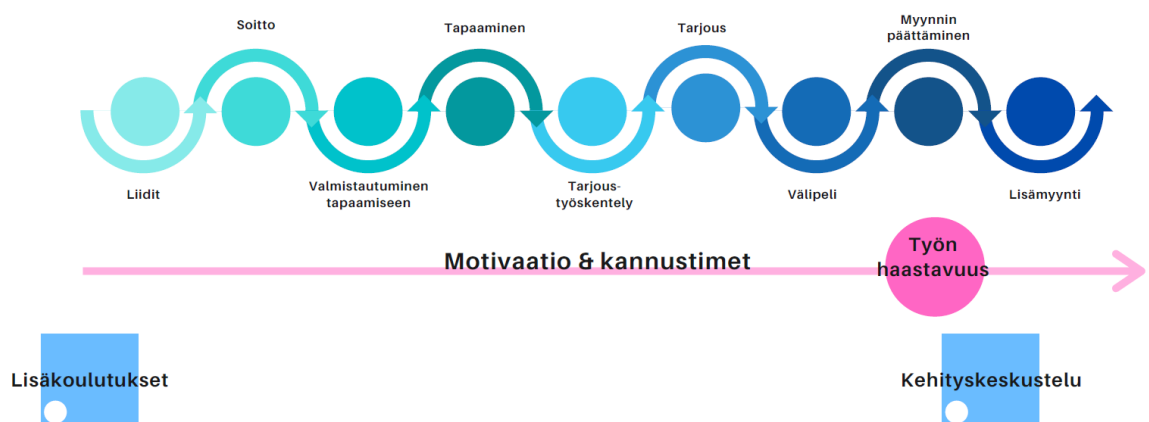 Soitto
Tapaaminen
Tarjous
Myynnin
päättäminen
Liidit
Valmistautuminen
tapaamiseen
Tarjous-
työskentely
Välipeli
Lisämyynti
Motivaatio & kannustimet
Työn
haastavuus
Lisäkoulutukset
Kehityskeskustelu